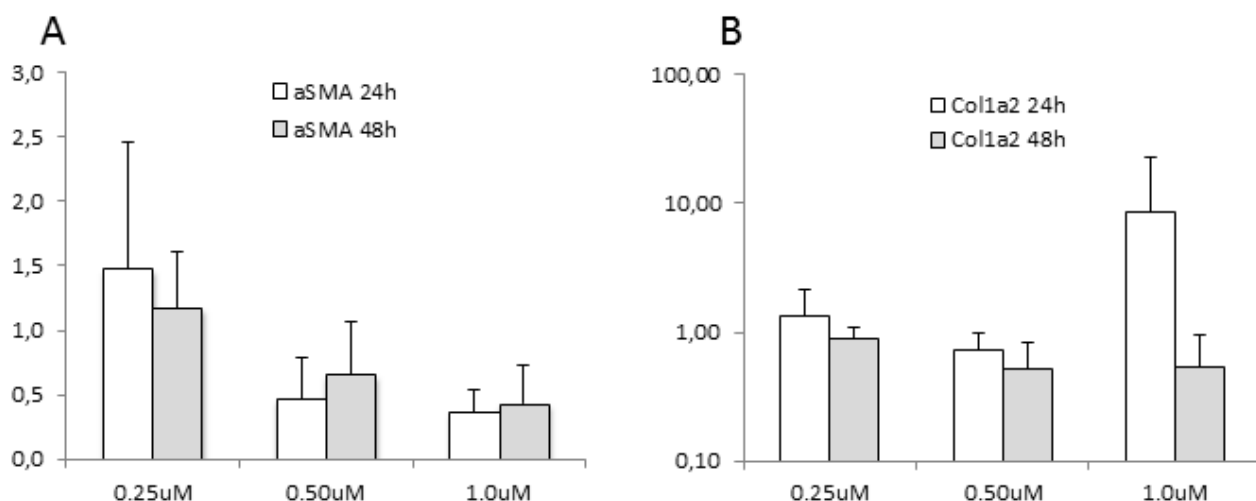 A
3,0
2,5
2,0
1,5
1,0
0,5
0,0
aSMA 24h
aSMA 48h
0.25uM 0.50uM 1.0uM
B
100,00
10,00
1,00
0,10
Col1a2 24h
Col1a2 48h
0.25uM 0.50uM 1.0uM